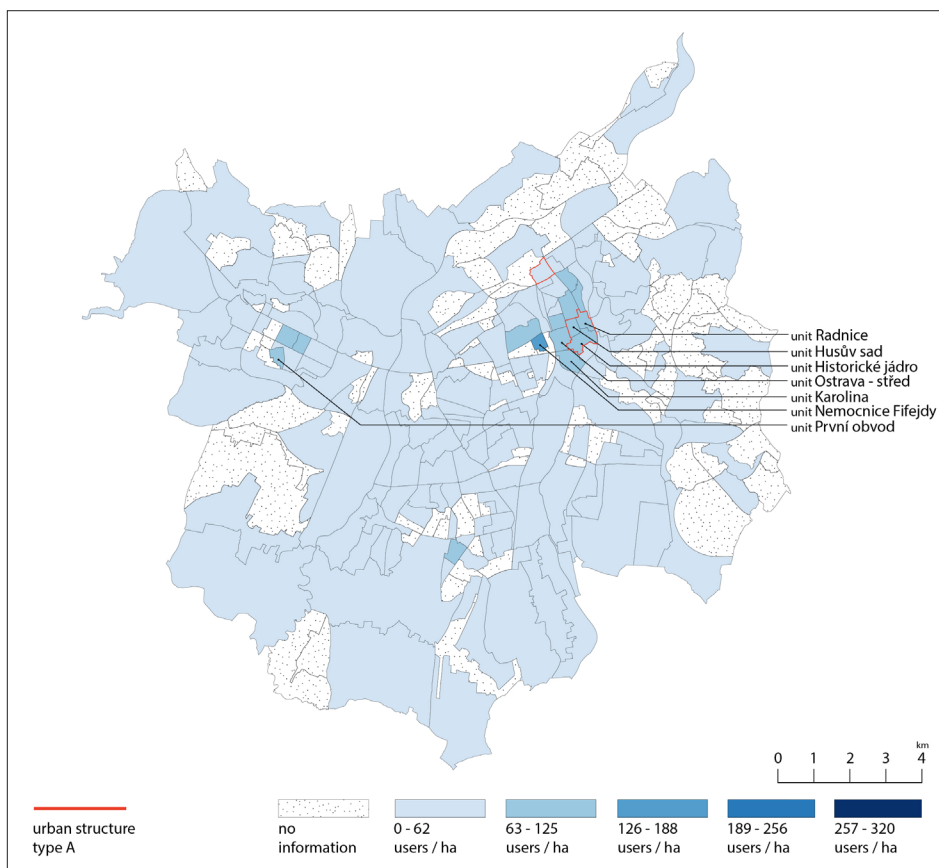 unit Radnice
unit Husův sad
unit Historické jádro
unit Ostrava - střed
unit Karolina
unit Nemocnice Fifejdy
unit První obvod
km
0 1 2 3 4
urban structure
type A
no
information
0 - 62
users / ha
63 - 125
users / ha
126 - 188
users / ha
189 - 256
users / ha
257 - 320
users / ha